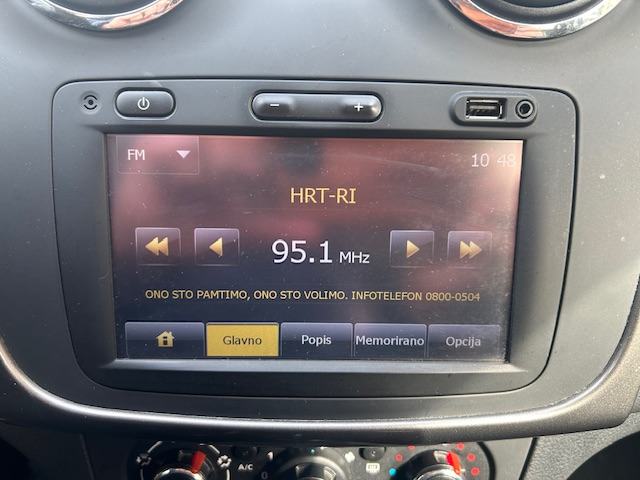 FM
10 48
HRT-RI
95.1 MHz
ONO STO PAMTIMO, ONO STO VOLIMO. INFOTELEFON 0800-0504
Glavno Popis Memorirano Opcija
A/C 0